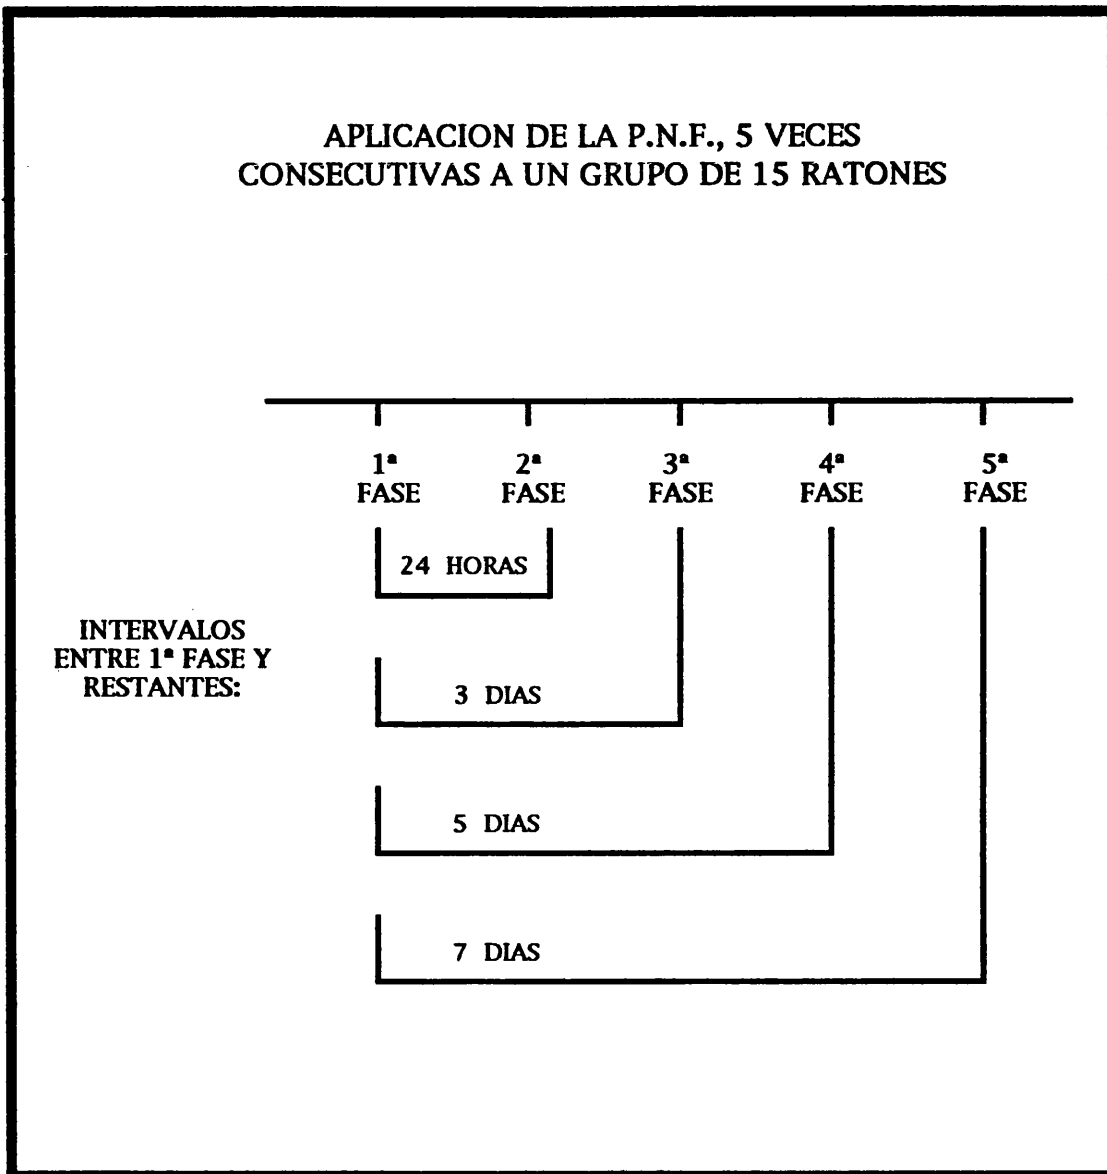 APLICACION DE LA P.N.F., 5 VECES
CONSECUTIVAS A UN GRUPO DE 15 RATONES
1ª FASE
2ª FASE
3ª FASE
4ª FASE
5ª FASE
24 HORAS
INTERVALOS
ENTRE 1ª FASE Y
RESTANTES:
3 DIAS
5 DIAS
7 DIAS